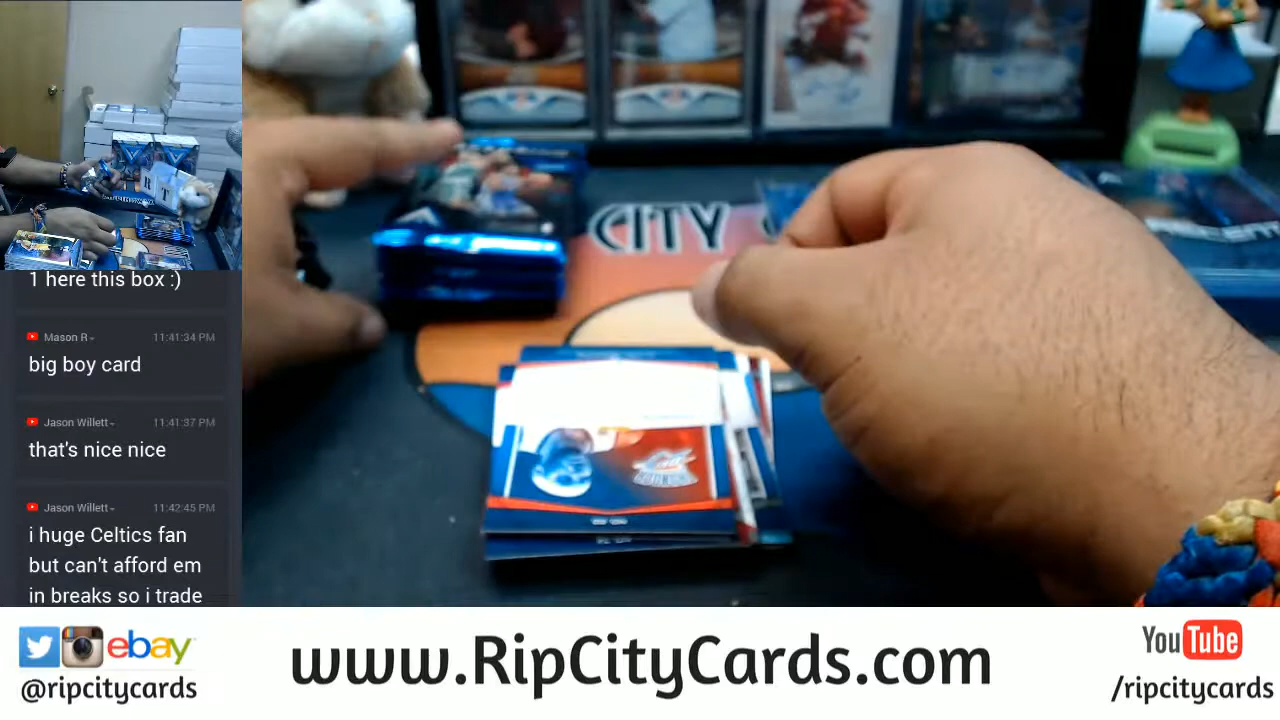 1 here this box :)
Mason R
11:41:34 PM
big boy card
Jason Willett
11:41:37 PM
that's nice nice
Jason Willett
11:42:45 PM
i huge Celtics fan
but can't afford em
in breaks so i trade
R T
CITY
ebay
@ripcitycards
www.RipCityCards.com
YouTube
/ripcitycards